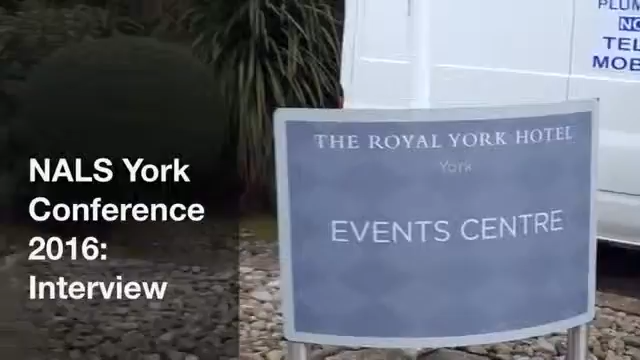 NALS York
Conference
2016:
Interview
THE ROYAL YORK HOTEL
York
EVENTS CENTRE
TEL
MOB